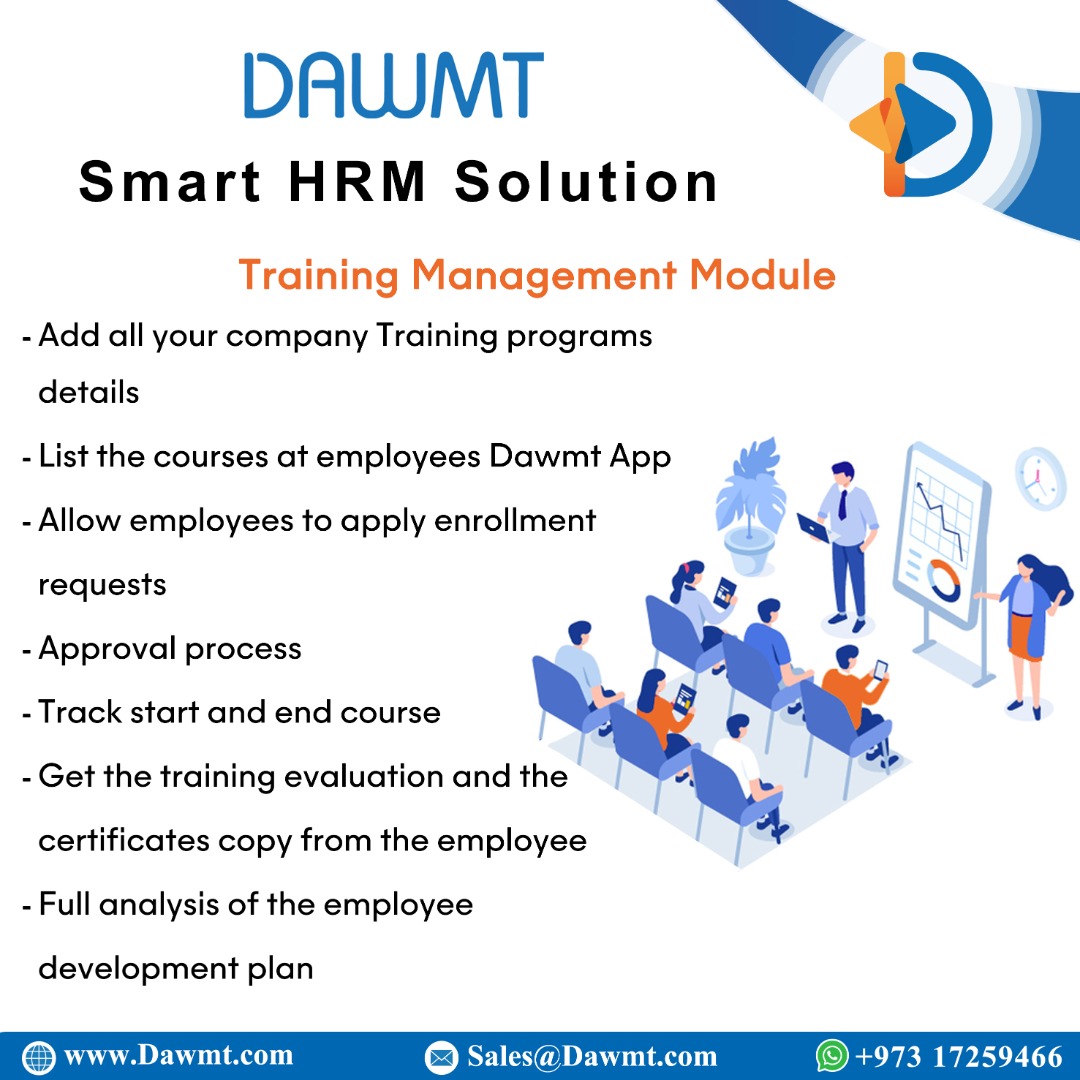 DAWMT
Smart HRM Solution
Training Management Module
- Add all your company Training programs
details
- List the courses at employees Dawmt App
- Allow employees to apply enrollment
requests
- Approval process
- Track start and end course
- Get the training evaluation and the
certificates copy from the employee
- Full analysis of the employee
development plan
www.Dawmt.com
Sales@Dawmt.com
+973 17259466